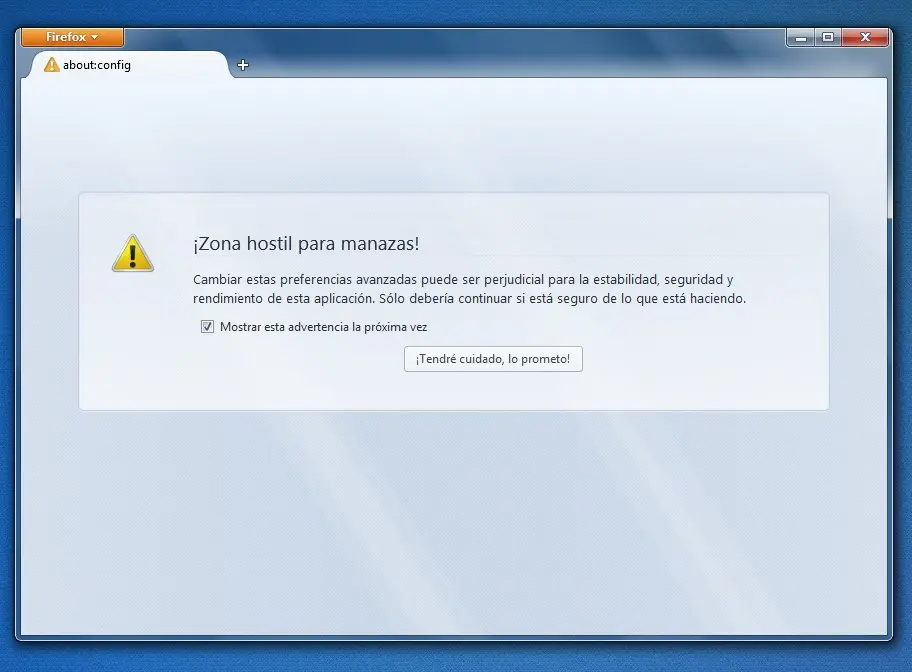 Firefox
about:config
¡Zona hostil para manazas!
Cambiar estas preferencias avanzadas puede ser perjudicial para la estabilidad, seguridad y
rendimiento de esta aplicación. Sólo debería continuar si está seguro de lo que está haciendo.
Mostrar esta advertencia la próxima vez
¡Tendré cuidado, lo prometo!